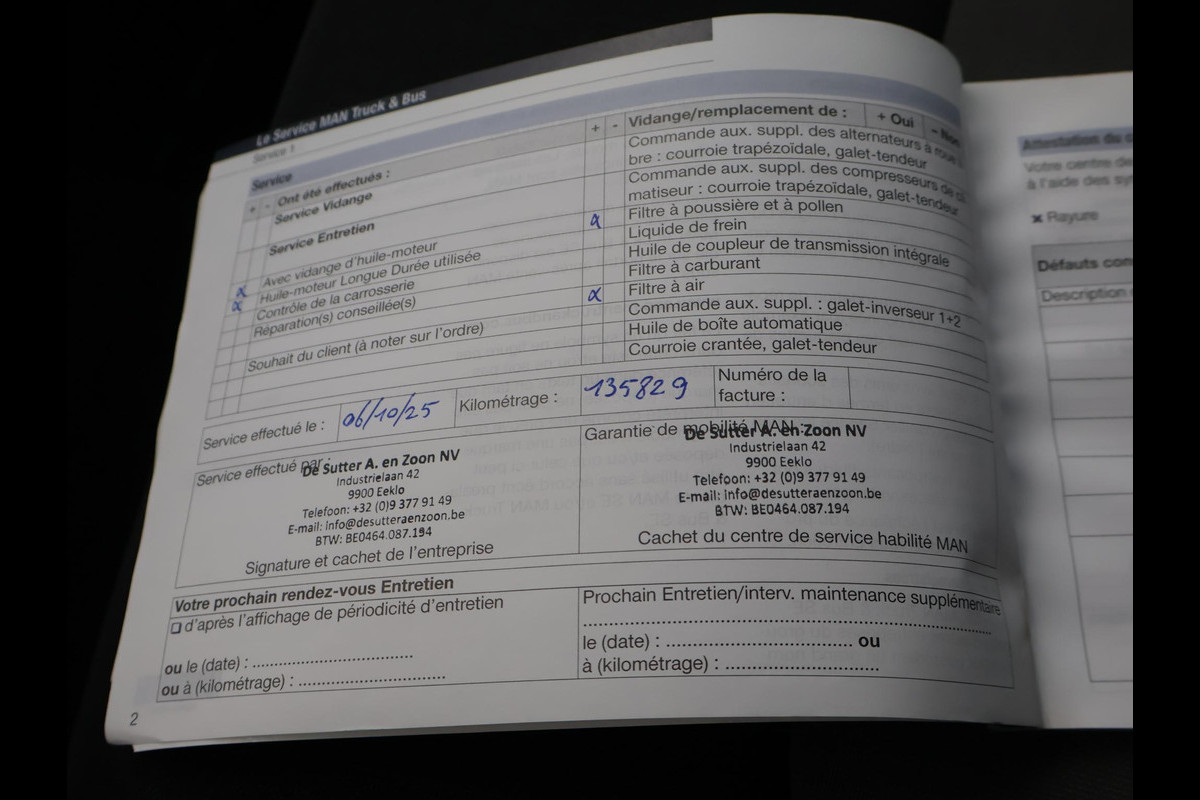 Le Service MAN Truck & Bus
Service 1
Service
+ - Ont été effectués :
Service Vidange
Service Entretien
Avec vidange d'huile-moteur
x Huile-moteur Longue Durée utilisée
x Contrôle de la carrosserie
Réparation(s) conseillée(s)
Souhait du client (à noter sur l'ordre)
+ - Vidange/remplacement de : + Oui - Non
Commande aux. suppl. des alternateurs à roue
bre : courroie trapézoïdale, galet-tendeur
Commande aux. suppl. des compresseurs de
matiseur : courroie trapézoïdale, galet-tendeur
x Filtre à poussière et à pollen
Liquide de frein
Huile de coupleur de transmission intégrale
Filtre à carburant
x Filtre à air
Commande aux. suppl. : galet-inverseur 1+2
Huile de boîte automatique
Courroie crantée, galet-tendeur
Service effectué le : 06/10/25 Kilométrage : 135829 Numéro de la
facture :
Service effectué par :
De Sutter A. en Zoon NV
Industrielaan 42
9900 Eeklo
Telefoon: +32 (0)9 377 91 49
E-mail: info@desutteraenzoon.be
BTW: BE0464.087.194
Signature et cachet de l'entreprise
Garantie de mobilité MAN :
De Sutter A. en Zoon NV
Industrielaan 42
9900 Eeklo
Telefoon: +32 (0)9 377 91 49
E-mail: info@desutteraenzoon.be
BTW: BE0464.087.194
Cachet du centre de service habilité MAN
Votre prochain rendez-vous Entretien
❑ d'après l'affichage de périodicité d'entretien
ou le (date) : ................................
ou à (kilométrage) : .............................
Prochain Entretien/interv. maintenance supplémentaire
................................................................................
le (date) : ..................................... ou
à (kilométrage) : ..............................
2
Attestation du
Votre centre de
à l'aide des
x Rayure
Défauts
Description